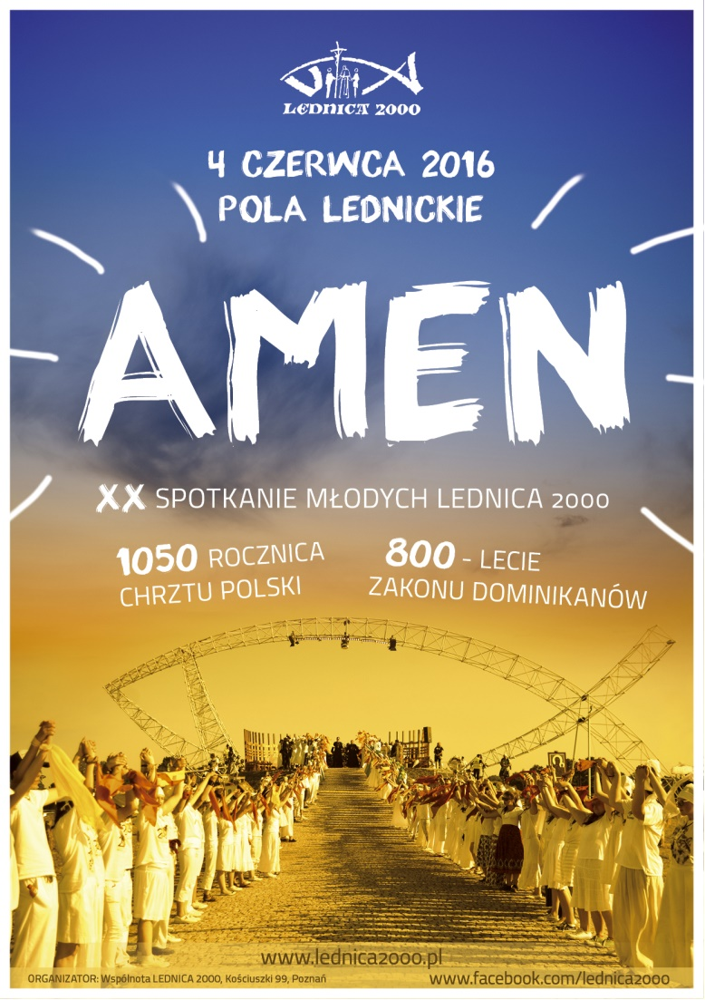 LEDNICA 2000
4 CZERWCA 2016
POLA LEDNICKIE
AMEN
XX SPOTKANIE MŁODYCH LEDNICA 2000
1050 ROCZNICA
CHRZTU POLSKI
800 - LECIE
ZAKONU DOMINIKANÓW
www.lednica2000.pl
ORGANIZATOR: Wspólnota LEDNICA 2000, Kościuszki 99, Poznań
www.facebook.com/lednica2000